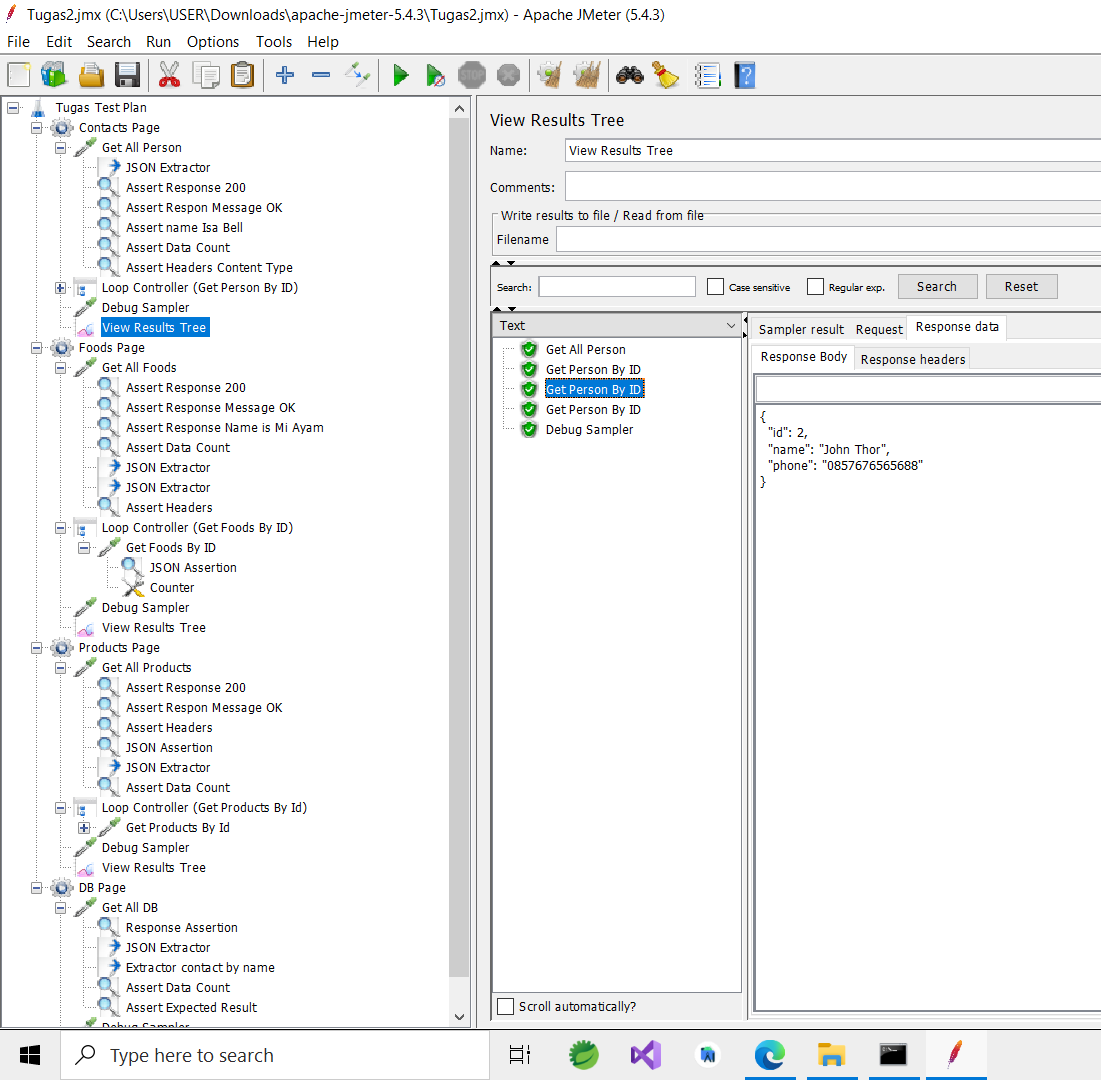 Tugas2.jmx (C:\Users\USER\Downloads\apache-jmeter-5.4.3\Tugas2.jmx) - Apache JMeter (5.4.3)
File Edit Search Run Options Tools Help
STOP
Tugas Test Plan
Contacts Page
Get All Person
JSON Extractor
Assert Response 200
Assert Respon Message OK
Assert name Isa Bell
Assert Data Count
Assert Headers Content Type
Loop Controller (Get Person By ID)
Debug Sampler
View Results Tree
Foods Page
Get All Foods
Assert Response 200
Assert Response Message OK
Assert Response Name is Mi Ayam
Assert Data Count
JSON Extractor
JSON Extractor
Assert Headers
Loop Controller (Get Foods By ID)
Get Foods By ID
JSON Assertion
Counter
Debug Sampler
View Results Tree
Products Page
Get All Products
Assert Response 200
Assert Respon Message OK
Assert Headers
JSON Assertion
JSON Extractor
Assert Data Count
Loop Controller (Get Products By Id)
Get Products By Id
Debug Sampler
View Results Tree
DB Page
Get All DB
Response Assertion
JSON Extractor
Extractor contact by name
Assert Data Count
Assert Expected Result
Debug Sampler
View Results Tree
Name: View Results Tree
Comments:
Write results to file / Read from file
Filename
Search: Case sensitive Regular exp. Search Reset
Text
Get All Person
Get Person By ID
Get Person By ID
Get Person By ID
Debug Sampler
Scroll automatically?
Sampler result Request Response data
Response Body Response headers
{
"id": 2,
"name": "John Thor",
"phone": "0857676565688"
}
Type here to search